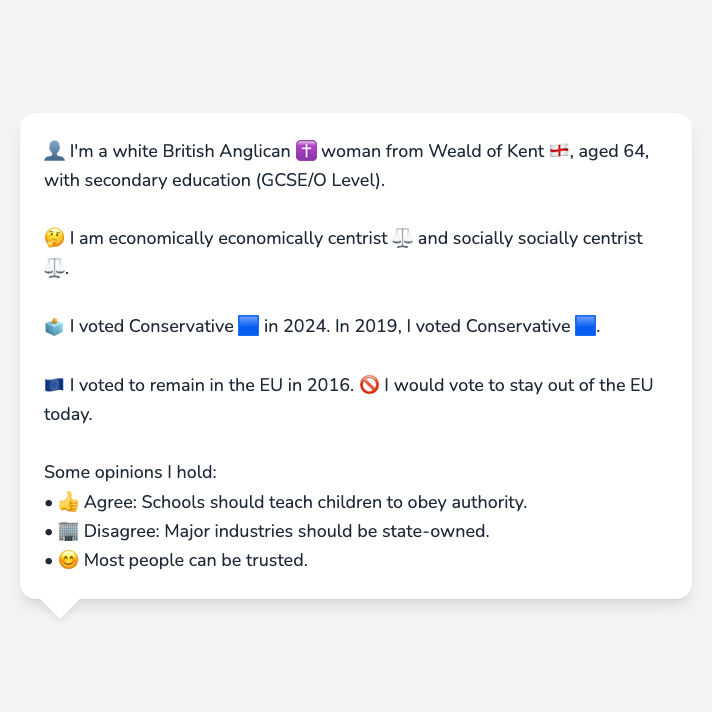 👤 I'm a white British Anglican ✝️ woman from Weald of Kent 🏴󠁧󠁢󠁥󠁮󠁧󠁿, aged 64,
with secondary education (GCSE/O Level).
🤔 I am economically economically centrist ⚖️ and socially socially centrist
⚖️.
🗳️ I voted Conservative 🟦 in 2024. In 2019, I voted Conservative 🟦.
🇪🇺 I voted to remain in the EU in 2016. 🚫 I would vote to stay out of the EU
today.
Some opinions I hold:
• 👍 Agree: Schools should teach children to obey authority.
• 🏢 Disagree: Major industries should be state-owned.
• 😊 Most people can be trusted.